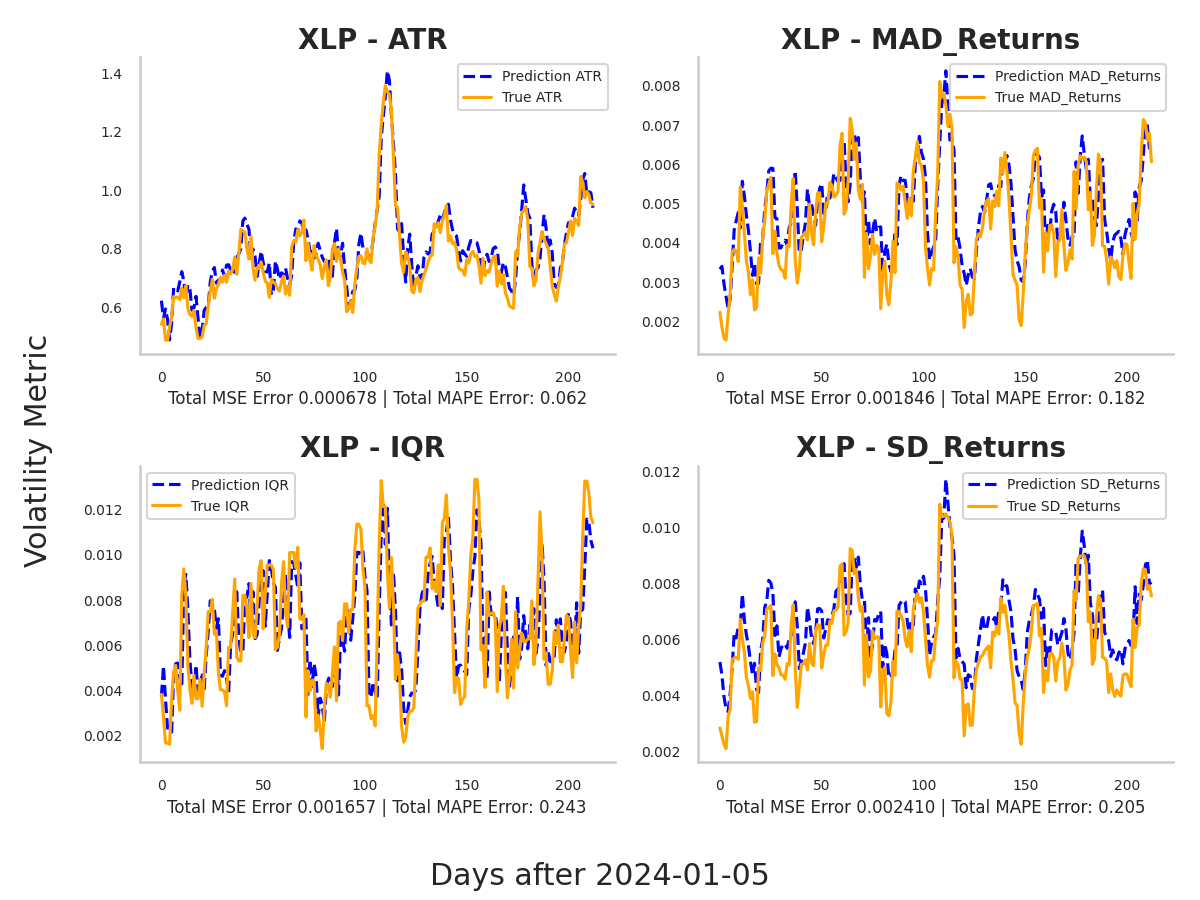 XLP - ATR
1.4
1.2
1.0
0.8
0.6
Prediction ATR
True ATR
0
50
100
150
200
Total MSE Error 0.000678 | Total MAPE Error: 0.062
XLP - MAD_Returns
0.008
0.007
0.006
0.005
0.004
0.003
0.002
Prediction MAD_Returns
True MAD_Returns
0
50
100
150
200
Total MSE Error 0.001846 | Total MAPE Error: 0.182
Volatility Metric
XLP - IQR
0.012
0.010
0.008
0.006
0.004
0.002
Prediction IQR
True IQR
0
50
100
150
200
Total MSE Error 0.001657 | Total MAPE Error: 0.243
XLP - SD_Returns
0.012
0.010
0.008
0.006
0.004
0.002
Prediction SD_Returns
True SD_Returns
0
50
100
150
200
Total MSE Error 0.002410 | Total MAPE Error: 0.205
Days after 2024-01-05